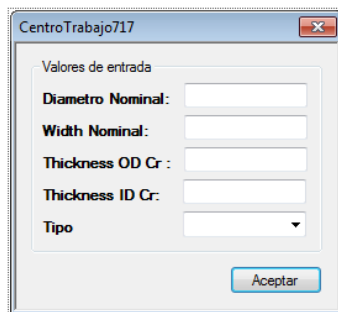 CentroTrabajo717
Valores de entrada
Diametro Nominal:
Width Nominal:
Thickness OD Cr :
Thickness ID Cr:
Tipo
Aceptar